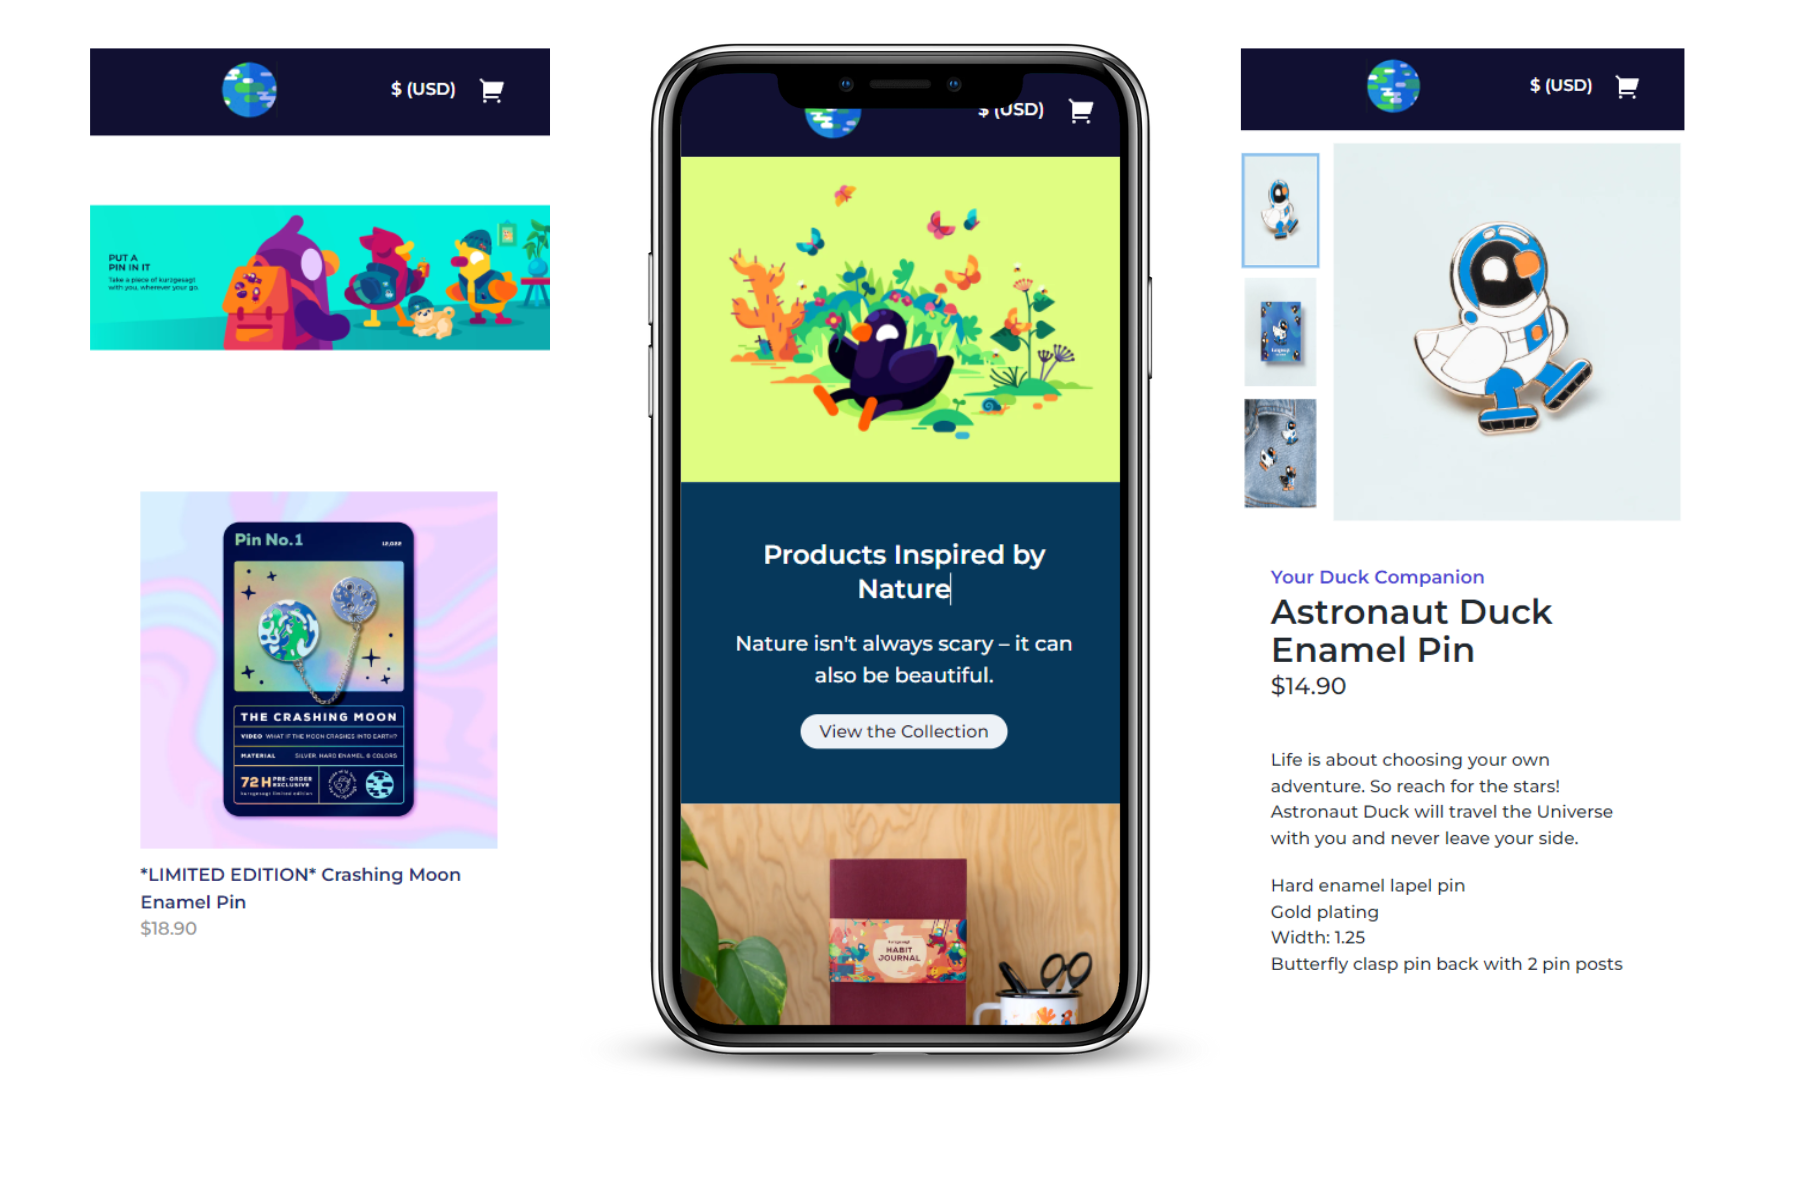 $ (USD)
PUT A
PIN IN IT
Take a piece of kurzgesagt
with you, wherever your go.
Pin No.1
12,022
THE CRASHING MOON
VIDEO WHAT IF THE MOON CRASHES INTO EARTH?
MATERIAL SILVER, HARD ENAMEL, 6 COLORS
72H PRE-ORDER
EXCLUSIVE
kurzgesagt limited edition
*LIMITED EDITION* Crashing Moon
Enamel Pin
$18.90
$ (USD)
Products Inspired by
Nature
Nature isn't always scary – it can
also be beautiful.
View the Collection
HABIT
JOURNAL
$ (USD)
Your Duck Companion
Astronaut Duck
Enamel Pin
$14.90
Life is about choosing your own
adventure. So reach for the stars!
Astronaut Duck will travel the Universe
with you and never leave your side.
Hard enamel lapel pin
Gold plating
Width: 1.25
Butterfly clasp pin back with 2 pin posts